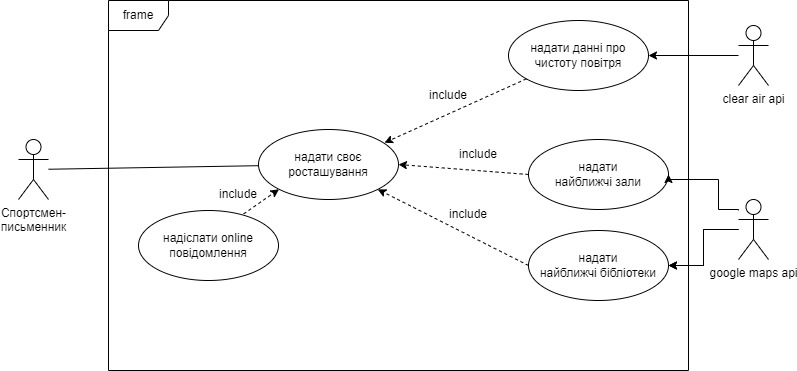 frame
надати данні про
чистоту повітря
clear air api
include
надати своє
росташування
include
надати
найближчі зали
Спортсмен-
письменник
include
include
надіслати online
повідомлення
надати
найближчі бібліотеки
google maps api